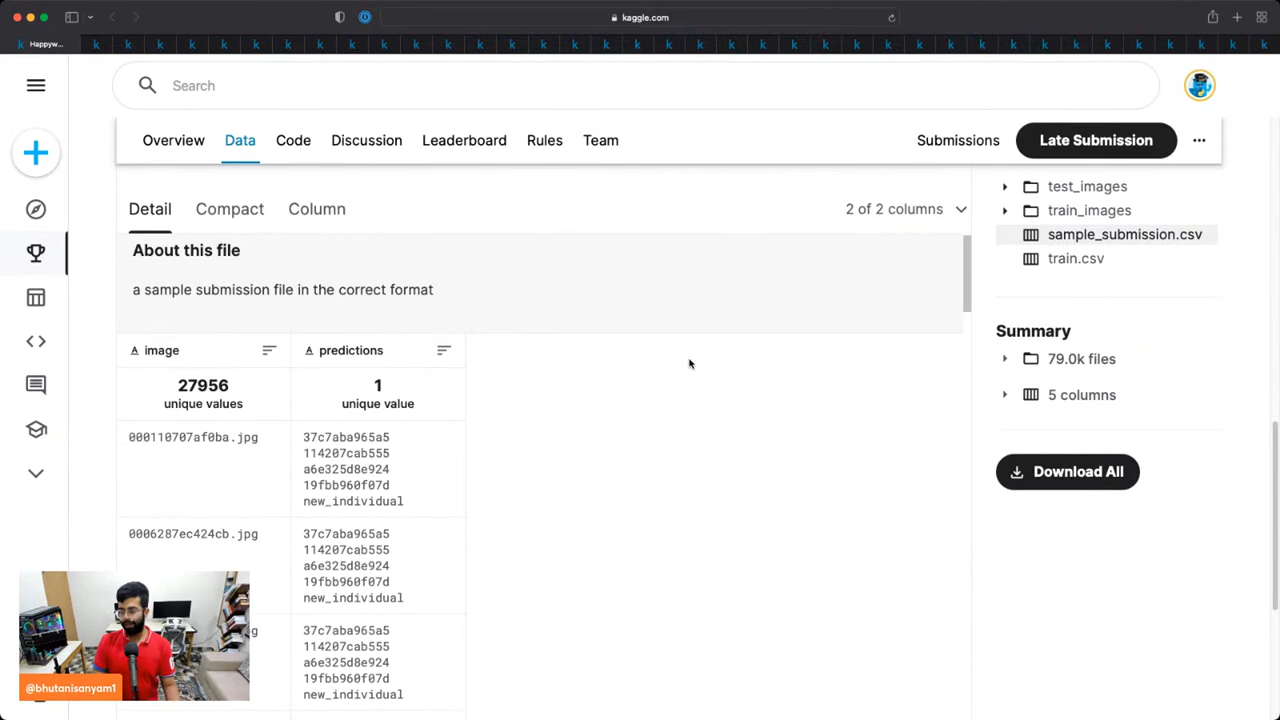 kaggle.com
Happyw...
Search
Overview
Data
Code
Discussion
Leaderboard
Rules
Team
Submissions
Late Submission
Detail
Compact
Column
2 of 2 columns
About this file
a sample submission file in the correct format
image
predictions
27956
unique values
1
unique value
000110707af0ba.jpg
37c7aba965a5
114207cab555
a6e325d8e924
19fbb960f07d
new_individual
0006287ec424cb.jpg
37c7aba965a5
114207cab555
a6e325d8e924
19fbb960f07d
new_individual
g
37c7aba965a5
114207cab555
a6e325d8e924
19fbb960f07d
new_individual
test_images
train_images
sample_submission.csv
train.csv
Summary
79.0k files
5 columns
Download All
@bhutanisanyam1